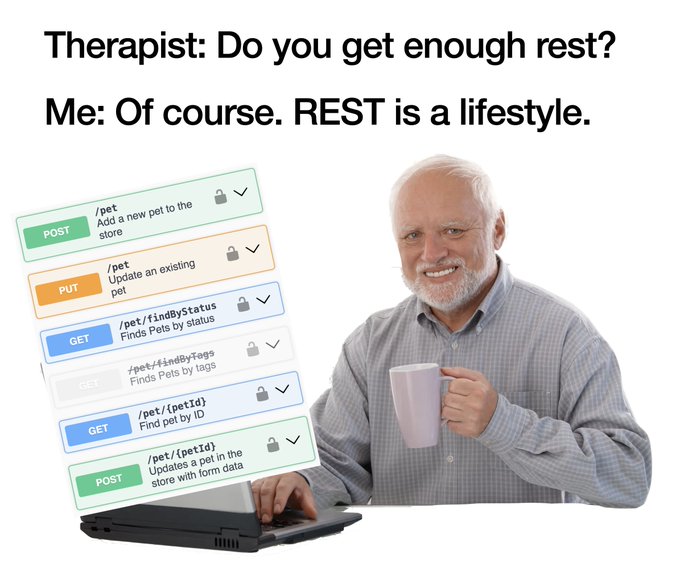 Therapist: Do you get enough rest?
Me: Of course. REST is a lifestyle.
POST
/pet
Add a new pet to the
store
PUT
/pet
Update an existing
pet
GET
/pet/findByStatus
Finds Pets by status
GET
/pet/findByTags
Finds Pets by tags
GET
/pet/{petId}
Find pet by ID
POST
/pet/{petId}
Updates a pet in the
store with form data